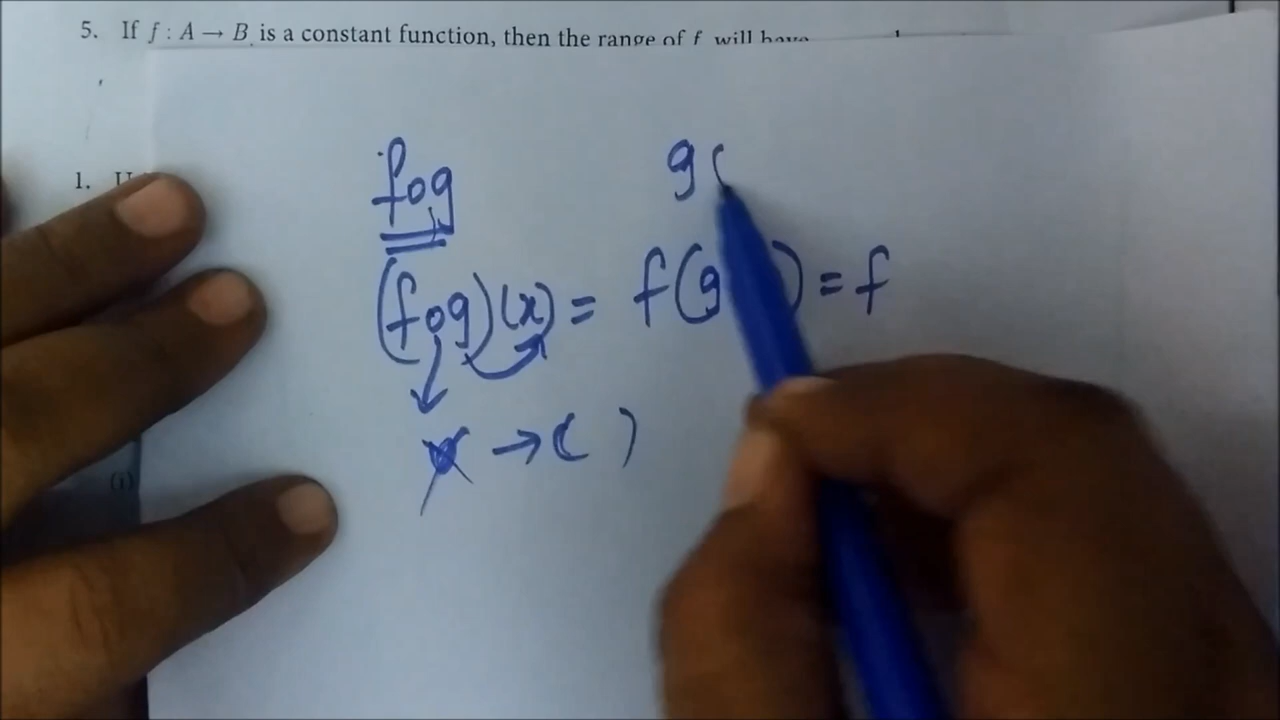 5. If f : A → B is a constant function, then the range of f will have
1.
fog g(
(fog)(x) = f(g ) = f
x → ( )
(i)